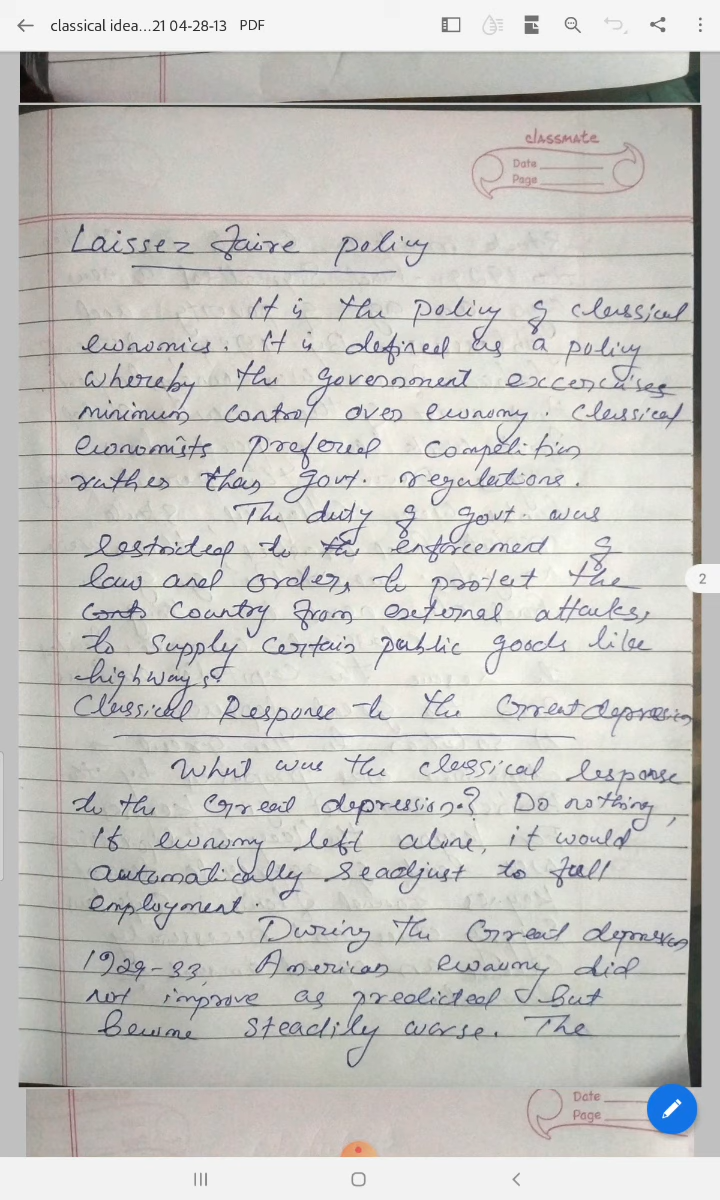 classical idea...21 04-28-13 PDF
classmate
Date
Page
Laissez faire policy
It is the policy of classical
economics. It is defined as a policy
whereby the government excercises
minimum control over economy. Classical
economists prefered competition
rather than govt. regulations.
The duty of govt. was
restricted to the enforcement of
law and orders, to protect the
country from external attacks,
to supply certain public goods like
highways.
Classical Response to the Great depression
What was the classical response
to the Great depression? Do nothing,
If economy left alone, it would
automatically readjust to full
employment.
During the Great depression
1929-33, American economy did
not improve as predicted but
become steadily worse. The
2
Date
Page